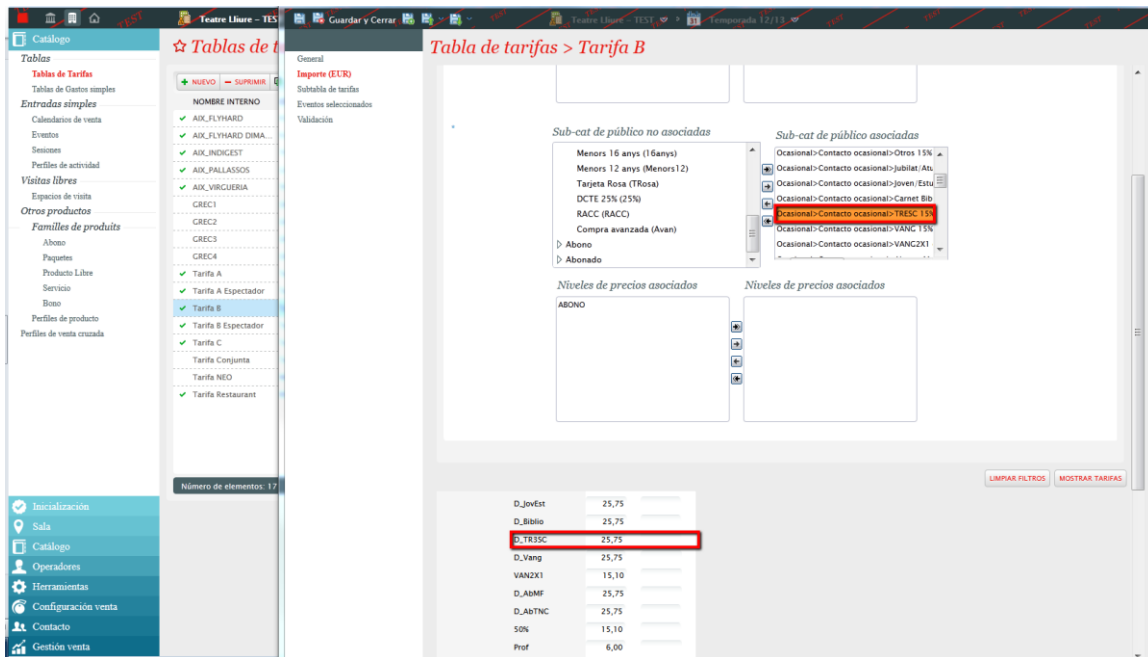 TEST
Teatre Lliure – TES
Guardar y Cerrar
Teatre Lliure – TEST
Temporada 12/13
Catálogo
Tablas
Tablas de Tarifas
Tablas de Gastos simples
Entradas simples
Calendarios de venta
Eventos
Sesiones
Perfiles de actividad
Visitas libres
Espacios de visita
Otros productos
Familles de produits
Abono
Paquetes
Producto Libre
Servicio
Bono
Perfiles de producto
Perfiles de venta cruzada
Inicialización
Sala
Catálogo
Operadores
Herramientas
Configuración venta
Contacto
Gestión venta
Tablas de t
NUEVO
SUPRIMIR
NOMBRE INTERNO
AIX_FLYHARD
AIX_FLYHARD DIMA...
AIX_INDIGEST
AIX_PALLASSOS
AIX_VIRGUERIA
GREC1
GREC2
GREC3
GREC4
Tarifa A
Tarifa A Espectador
Tarifa B
Tarifa B Espectador
Tarifa C
Tarifa Conjunta
Tarifa NEO
Tarifa Restaurant
Número de elementos: 17
General
Importe (EUR)
Subtabla de tarifas
Eventos seleccionados
Validación
Tabla de tarifas > Tarifa B
Sub-cat de público no asociadas
Menors 16 anys (16anys)
Menors 12 anys (Menors12)
Tarjeta Rosa (TRosa)
DCTE 25% (25%)
RACC (RACC)
Compra avanzada (Avan)
Abono
Abonado
Sub-cat de público asociadas
Ocasional>Contacto ocasional>Otros 15%
Ocasional>Contacto ocasional>Jubilat/Atu
Ocasional>Contacto ocasional>Joven/Estu
Ocasional>Contacto ocasional>Carnet Bib
Ocasional>Contacto ocasional>TRESC 15%
Ocasional>Contacto ocasional>VANG 15%
Ocasional>Contacto ocasional>VANG2X1
Niveles de precios asociados
ABONO
Niveles de precios asociados
LIMPIAR FILTROS
MOSTRAR TARIFAS
D_JovEst 25,75
D_Biblio 25,75
D_TR3SC 25,75
D_Vang 25,75
VAN2X1 15,10
D_AbMF 25,75
D_AbTNC 25,75
50% 15,10
Prof 6,00